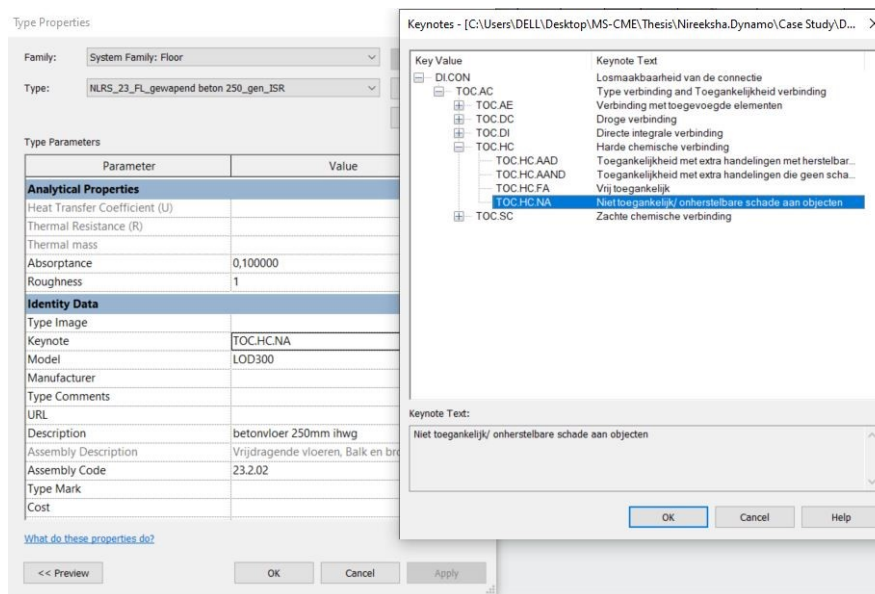 Type Properties
Family:
System Family: Floor
Type:
NLRS_23_FL_gewapend beton 250_gen_ISR
Type Parameters
Parameter Value
Analytical Properties
Heat Transfer Coefficient (U)
Thermal Resistance (R)
Thermal mass
Absorptance 0,100000
Roughness 1
Identity Data
Type Image
Keynote TOC.HC.NA
Model LOD300
Manufacturer
Type Comments
URL
Description betonvloer 250mm ihwg
Assembly Description Vrijdragende vloeren, Balk en bro
Assembly Code 23.2.02
Type Mark
Cost
What do these properties do?
<< Preview OK Cancel Apply
Keynotes - [C:\Users\DELL\Desktop\MS-CME\Thesis\Nireeksha.Dynamo\Case Study\D... X
Key Value Keynote Text
DI.CON Losmaakbaarheid van de connectie
TOC.AC Type verbinding and Toegankelijkheid verbinding
TOC.AE Verbinding met toegevoegde elementen
TOC.DC Droge verbinding
TOC.DI Directe integrale verbinding
TOC.HC Harde chemische verbinding
TOC.HC.AAD Toegankelijkheid met extra handelingen met herstelbar...
TOC.HC.AAND Toegankelijkheid met extra handelingen die geen scha...
TOC.HC.FA Vrij toegankelijk
TOC.HC.NA Niet toegankelijk/ onherstelbare schade aan objecten
TOC.SC Zachte chemische verbinding
Keynote Text:
Niet toegankelijk/ onherstelbare schade aan objecten
OK Cancel Help